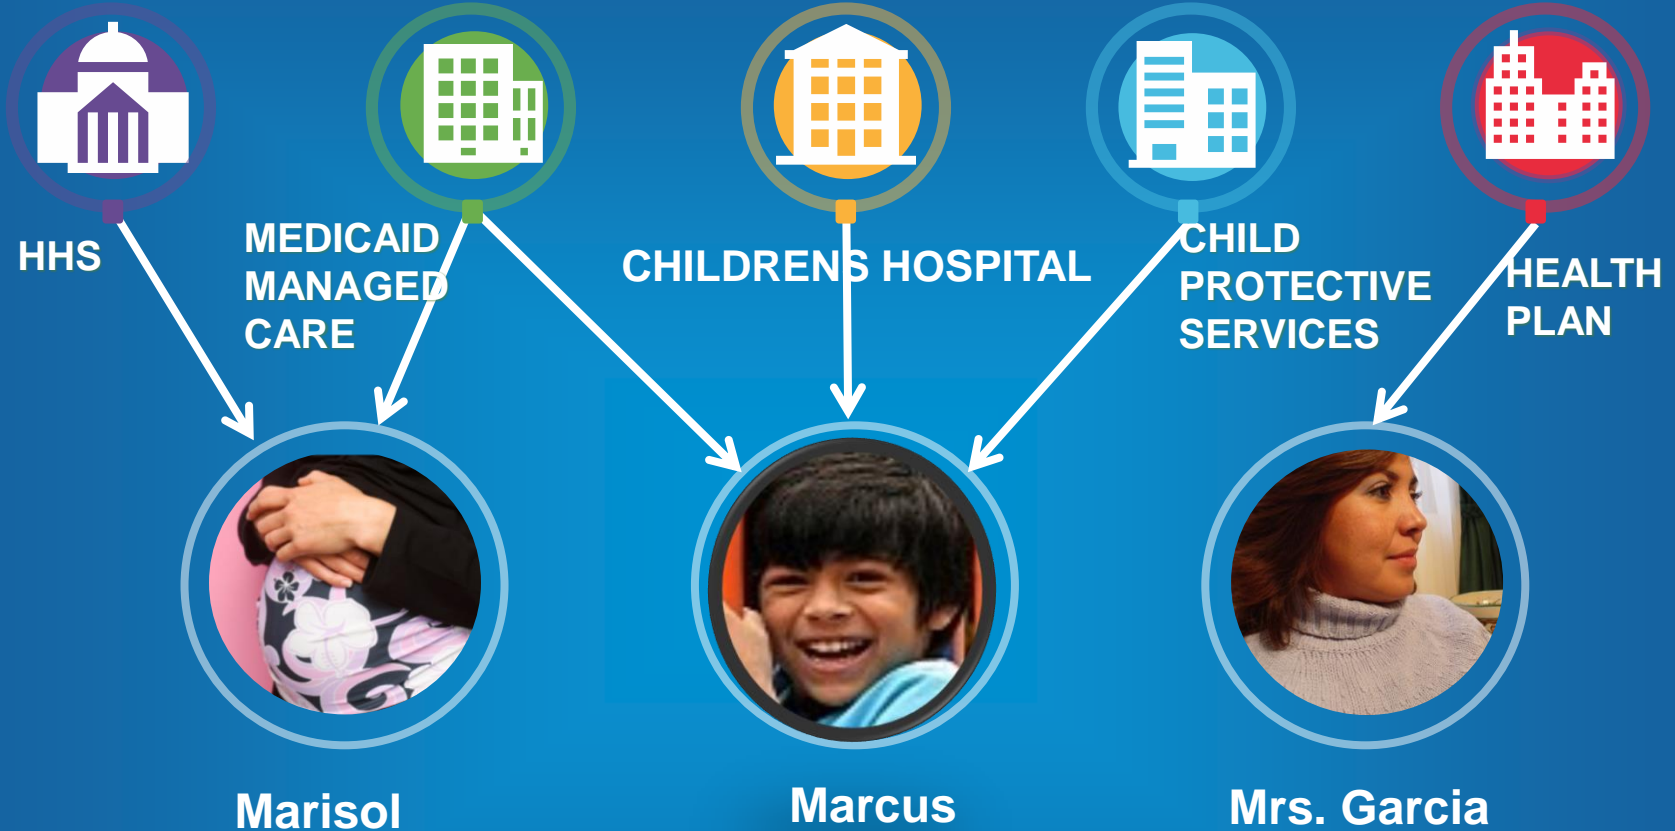 HHS
MEDICAID
MANAGED
CARE
CHILDRENS HOSPITAL
CHILD
PROTECTIVE
SERVICES
HEALTH
PLAN
Marisol
Marcus
Mrs. Garcia